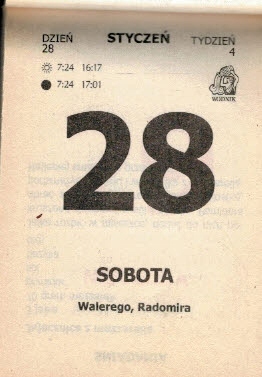 DZIEŃ STYCZEŃ TYDZIEŃ
28 4
7:24 16:17
7:24 17:01
WODNIK
28
SOBOTA
Walerego, Radomira